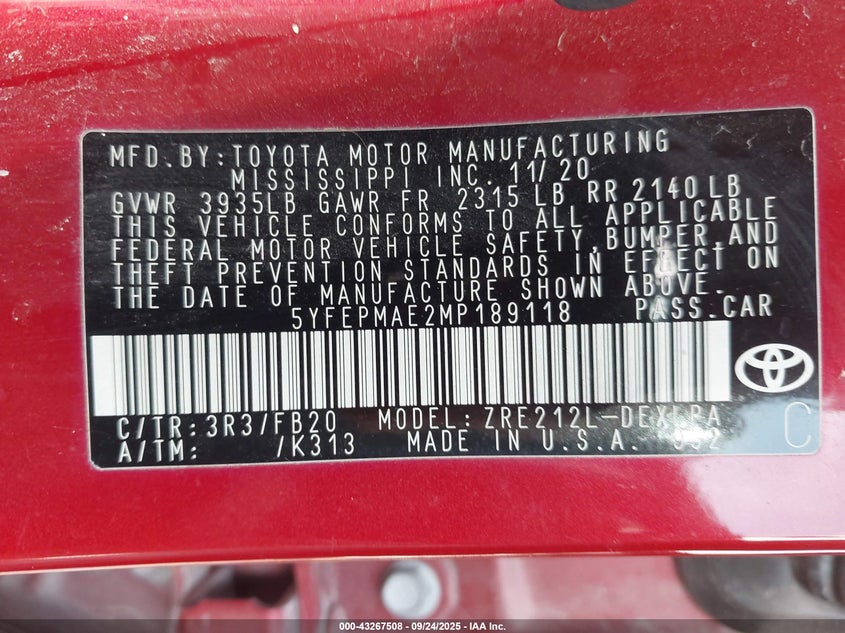 MFD.BY:TOYOTA MOTOR MANUFACTURING
MISSISSIPPI INC. 11/20
GVWR 3935LB GAWR FR 2315 LB RR 2140 LB
THIS VEHICLE CONFORMS TO ALL APPLICABLE
FEDERAL MOTOR VEHICLE SAFETY,BUMPER,AND
THEFT PREVENTION STANDARDS IN EFFECT ON
THE DATE OF MANUFACTURE SHOWN ABOVE.
5YFEPMAE2MP189118 PASS.CAR
C/TR:3R3/FB20 MODEL:
A/TM: /K313 MADE IN U.S.A.
C
000-43267508 - 09/24/2025 - IAA Inc.